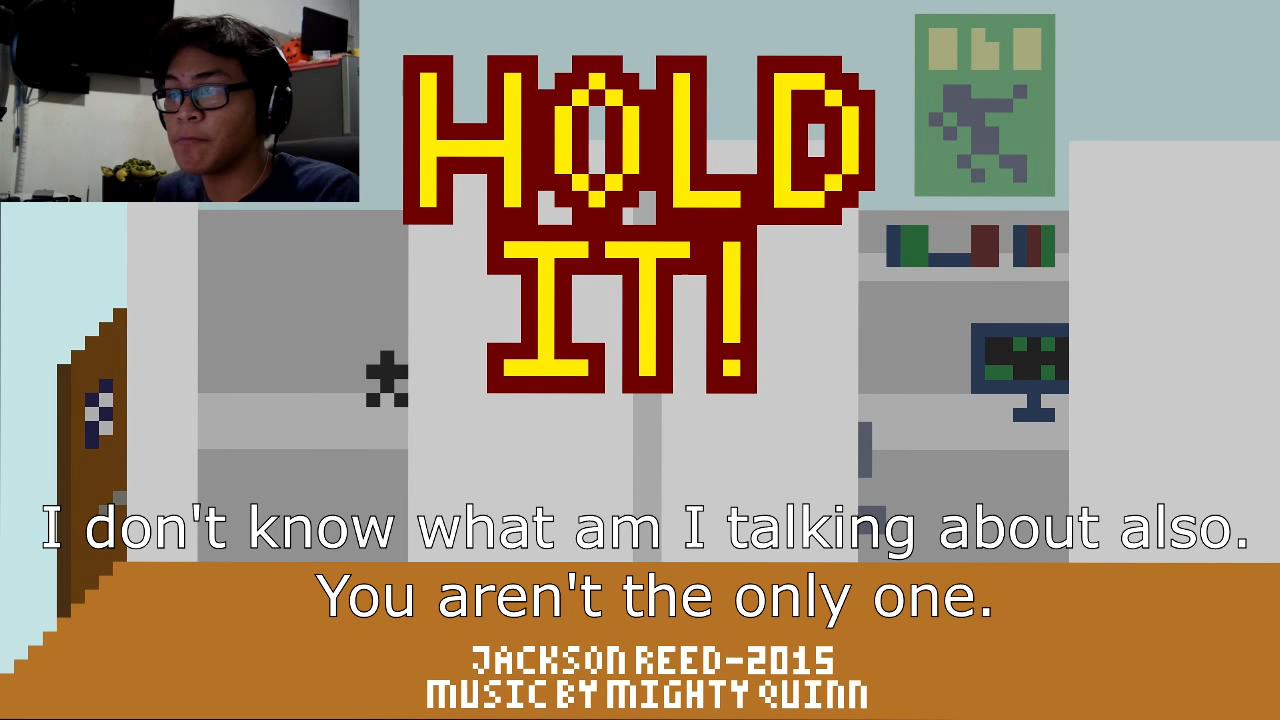 HOLD
IT!
I don't know what am I talking about also.
You aren't the only one.
JACKSON REED-2015
MUSIC BY MIGHTY QUINN